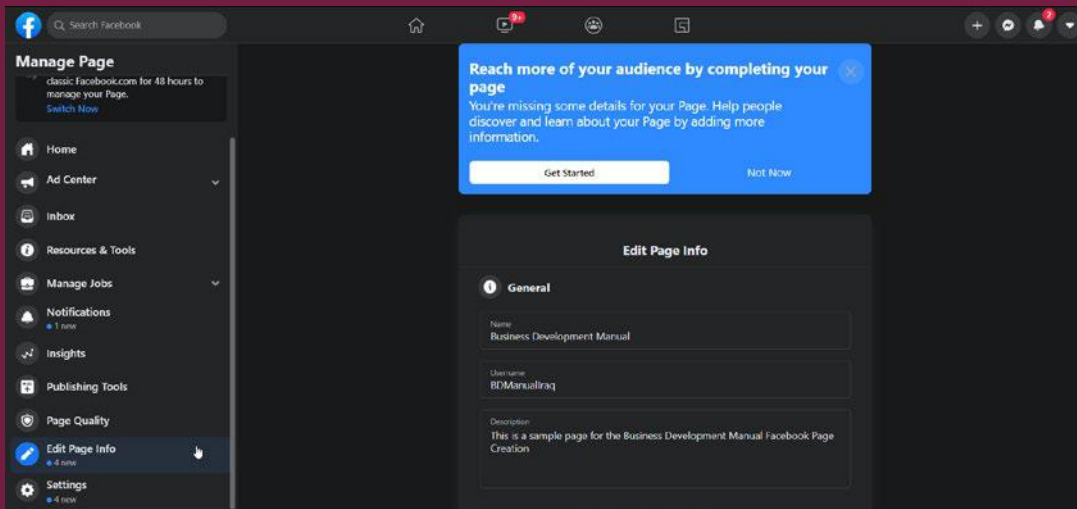 Search Facebook
9+
2
Manage Page
classic Facebook.com for 48 hours to
manage your Page.
Switch Now
Home
Ad Center
Inbox
Resources & Tools
Manage Jobs
Notifications
1 new
Insights
Publishing Tools
Page Quality
Edit Page Info
4 new
Settings
4 new
Reach more of your audience by completing your
page
You're missing some details for your Page. Help people
discover and learn about your Page by adding more
information.
Get Started
Not Now
Edit Page Info
General
Name
Business Development Manual
Username
BDManualIraq
Description
This is a sample page for the Business Development Manual Facebook Page
Creation